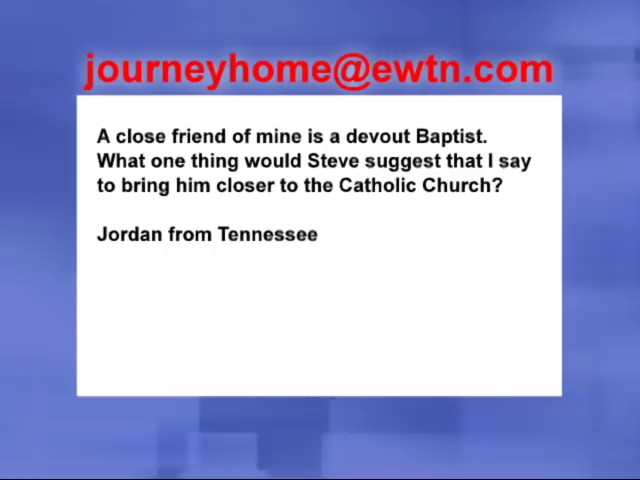 journeyhome@ewtn.com
A close friend of mine is a devout Baptist.
What one thing would Steve suggest that I say
to bring him closer to the Catholic Church?
Jordan from Tennessee